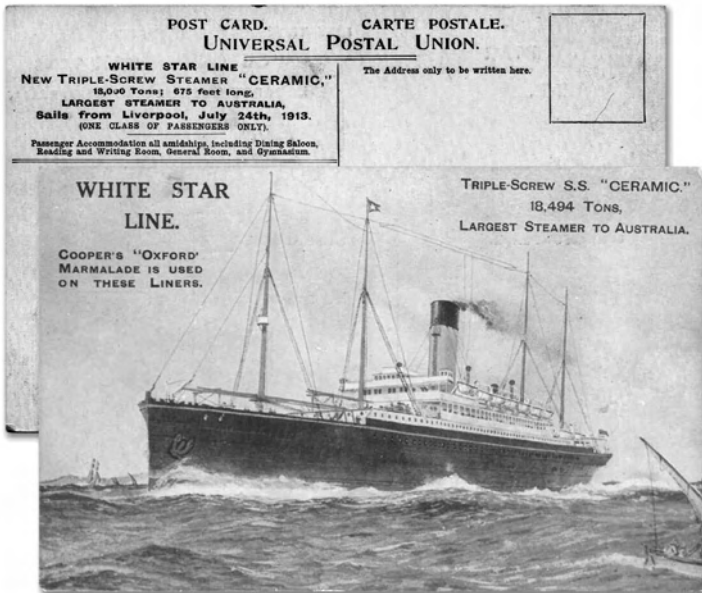 POST CARD. CARTE POSTALE.
UNIVERSAL POSTAL UNION.
WHITE STAR LINE
NEW TRIPLE-SCREW STEAMER "CERAMIC,"
18,000 Tons; 675 feet long,
LARGEST STEAMER TO AUSTRALIA,
Sails from Liverpool, July 24th, 1913.
(ONE CLASS OF PASSENGERS ONLY).
Passenger Accommodation all amidships, including Dining Saloon,
Reading and Writing Room, General Room, and Gymnasium.
The Address only to be written here.
WHITE STAR
LINE.
COOPER'S "OXFORD'
MARMALADE IS USED
ON THESE LINERS.
TRIPLE-SCREW S.S. "CERAMIC."
18,494 TONS,
LARGEST STEAMER TO AUSTRALIA.